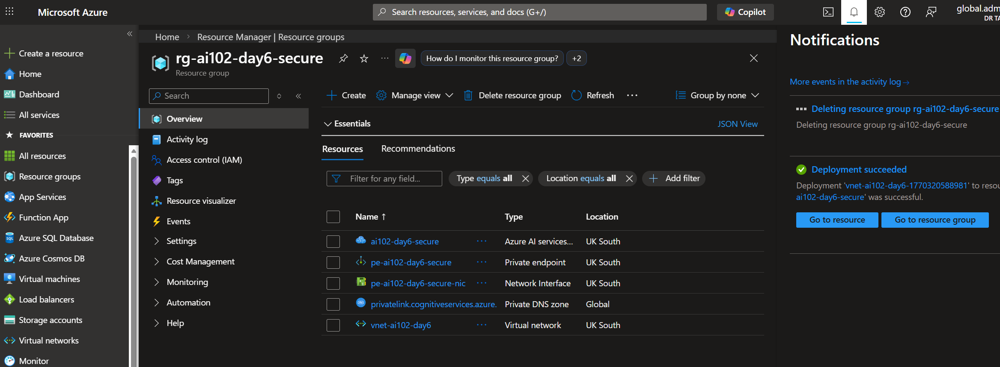 Microsoft Azure
Search resources, services, and docs (G+/)
Copilot
global.adm
DR TA
Create a resource
Home
Dashboard
All services
FAVORITES
All resources
Resource groups
App Services
Function App
Azure SQL Database
Azure Cosmos DB
Virtual machines
Load balancers
Storage accounts
Virtual networks
Monitor
Home > Resource Manager | Resource groups
rg-ai102-day6-secure
Resource group
How do I monitor this resource group?
+2
Search
Overview
Activity log
Access control (IAM)
Tags
Resource visualizer
Events
Settings
Cost Management
Monitoring
Automation
Help
Create
Manage view
Delete resource group
Refresh
Group by none
Essentials
JSON View
Resources
Recommendations
Filter for any field...
Type equals all
Location equals all
Add filter
Name ↑ Type Location
ai102-day6-secure Azure AI services... UK South
pe-ai102-day6-secure Private endpoint UK South
pe-ai102-day6-secure-nic Network Interface UK South
DNS privatelink.cognitiveservices.azure. Private DNS zone Global
vnet-ai102-day6 Virtual network UK South
Notifications
More events in the activity log →
Deleting resource group rg-ai102-day6-secure
Deleting resource group rg-ai102-day6-secure
Deployment succeeded
Deployment 'vnet-ai102-day6-1770320588981' to resou
ai102-day6-secure' was successful.
Go to resource
Go to resource group